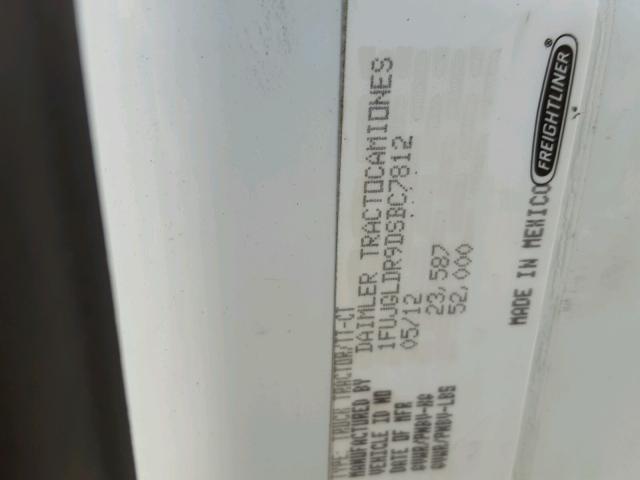 TYPE TRUCK TRACTOR/TT-CT
MANUFACTURED BY DAIMLER TRACTOCAMIONES
VEHICLE ID NO 1FUJGLDR9DSBC7812
DATE OF MFR 05/12
GVWR/PNBV-KG 23,587
GVWR/PNBV-LBS 52,000
MADE IN MEXICO
FREIGHTLINER®